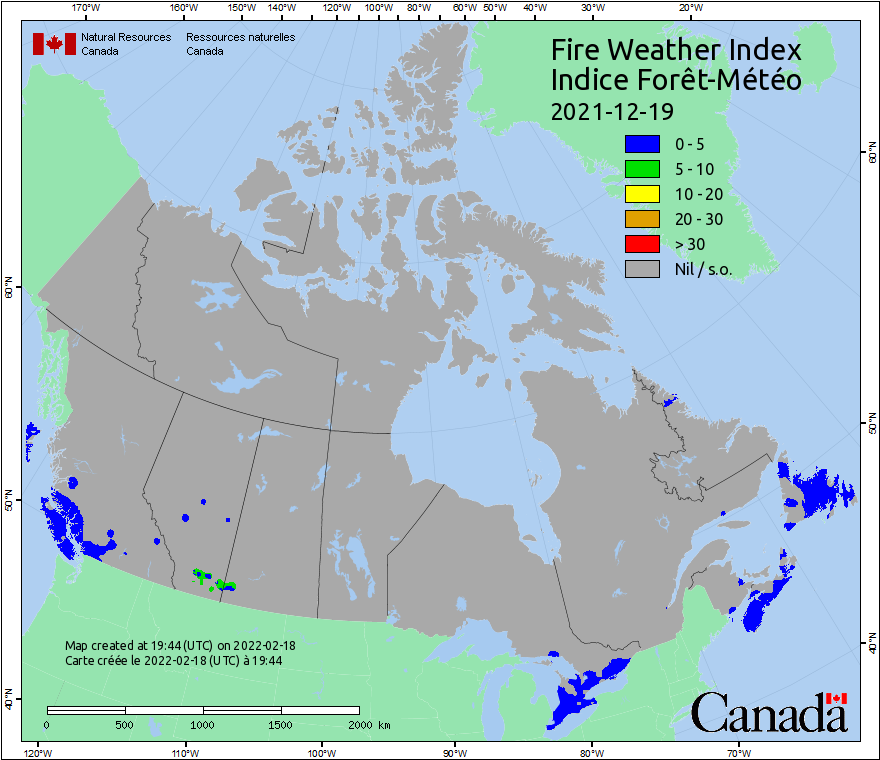 170°W 160°W 150°W 140°W 130°W 120°W 110°W 100°W 90°W 80°W 60°W 50°W 40°W 30°W 20°W
Natural Resources Ressources naturelles
Canada Canada
Fire Weather Index
Indice Forêt-Météo
2021-12-19
0 - 5
5 - 10
10 - 20
20 - 30
> 30
Nil / s.o.
60°N 60°N
50°N 50°N
40°N 40°N
Map created at 19:44 (UTC) on 2022-02-18
Carte créée le 2022-02-18 (UTC) à 19:44
0 500 1000 1500 2000 km
Canada
120°W 110°W 100°W 90°W 80°W 70°W